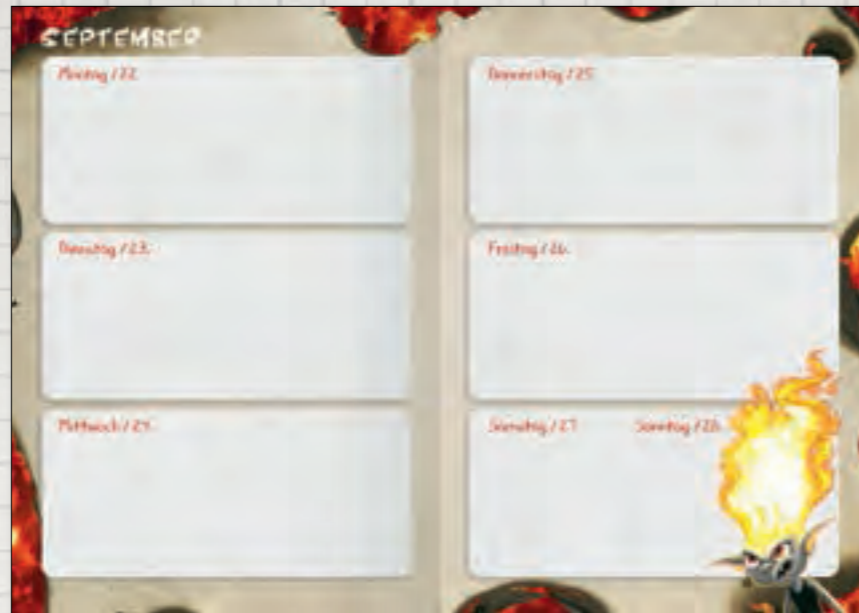 SEPTEMBER
Montag / 22.
Dienstag / 23.
Mittwoch / 24.
Donnerstag / 25.
Freitag / 26.
Samstag / 27. Sonntag / 28.